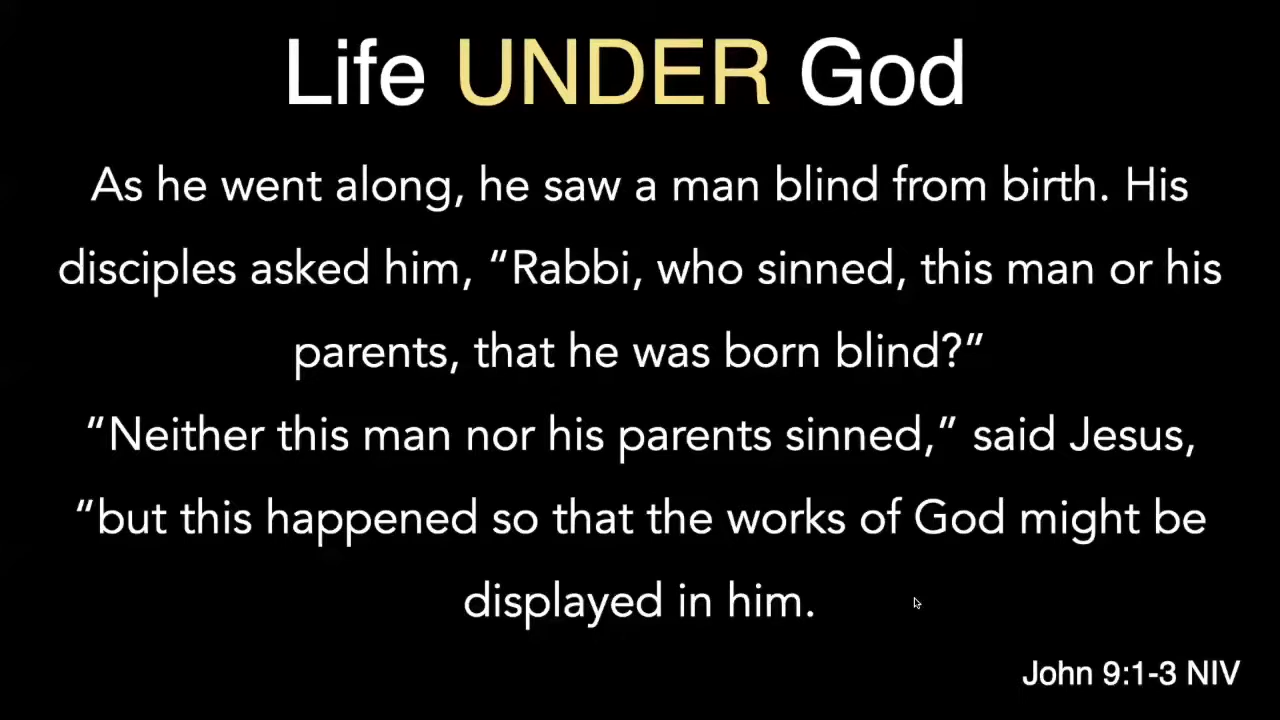 Life UNDER God
As he went along, he saw a man blind from birth. His
disciples asked him, “Rabbi, who sinned, this man or his
parents, that he was born blind?”
“Neither this man nor his parents sinned,” said Jesus,
“but this happened so that the works of God might be
displayed in him.
John 9:1-3 NIV